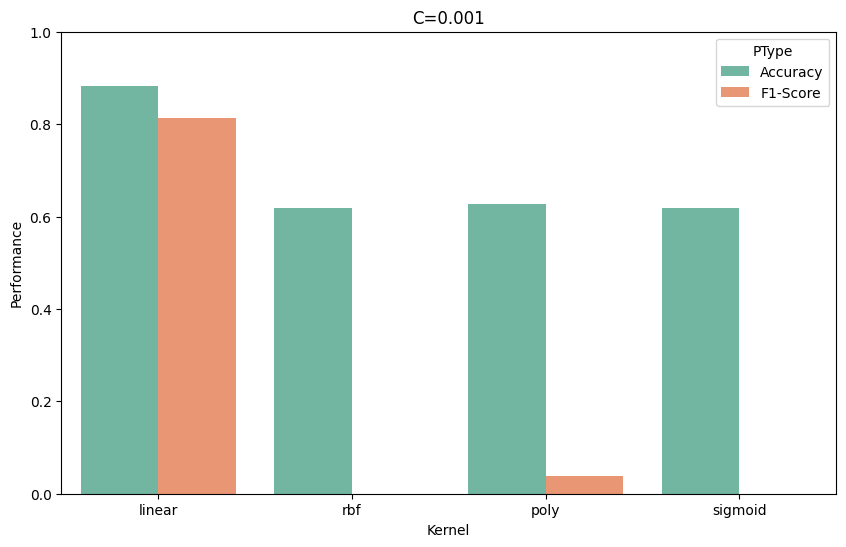 C=0.001
PType
Accuracy
F1-Score
1.0
0.8
0.6
0.4
0.2
0.0
Performance
linear
rbf
poly
sigmoid
Kernel